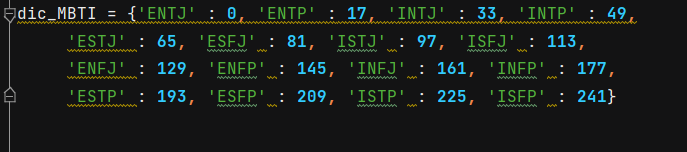 dic_MBTI = {'ENTJ' : 0, 'ENTP' : 17, 'INTJ' : 33, 'INTP' : 49,
'ESTJ' : 65, 'ESFJ' : 81, 'ISTJ' : 97, 'ISFJ' : 113,
'ENFJ' : 129, 'ENFP' : 145, 'INFJ' : 161, 'INFP' : 177,
'ESTP' : 193, 'ESFP' : 209, 'ISTP' : 225, 'ISFP' : 241}